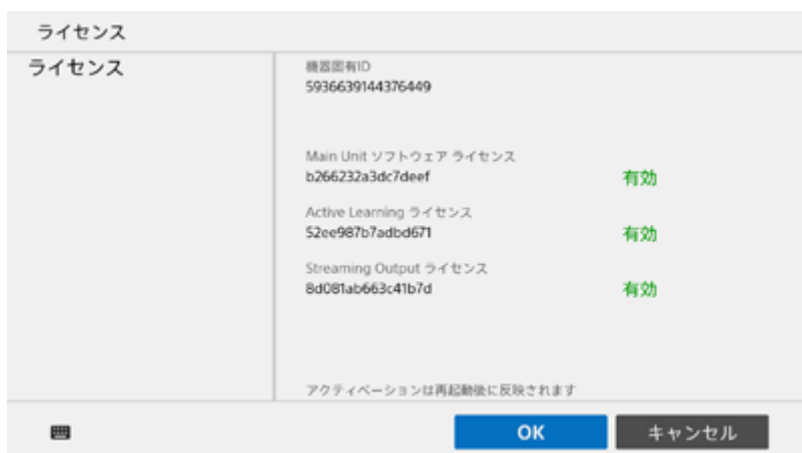 ライセンス
ライセンス
機器固有ID
5936639144376449
Main Unit ソフトウェア ライセンス
b266232a3dc7deef
有効
Active Learning ライセンス
52ee987b7adbd671
有効
Streaming Output ライセンス
8d081ab663c41b7d
有効
アクティベーションは再起動後に反映されます
OK
キャンセル